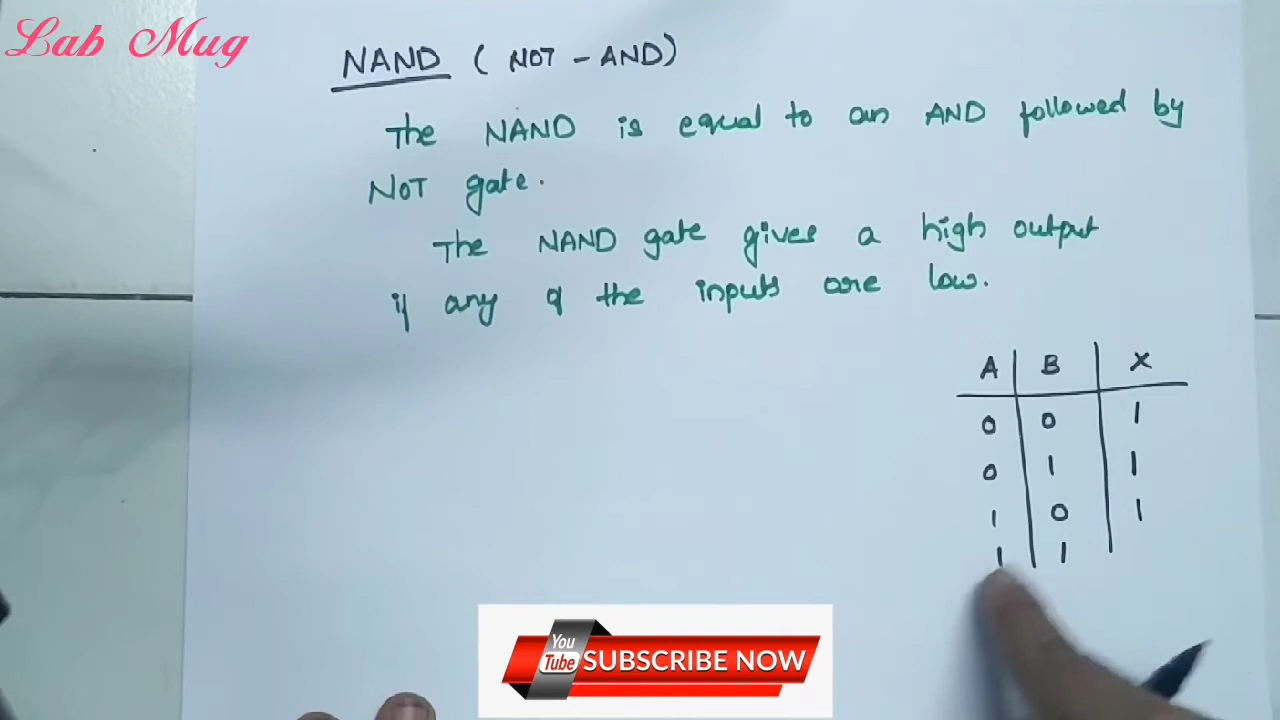 Lab Mug
NAND ( NOT - AND)
The NAND is equal to an AND followed by
NOT gate.
The NAND gate gives a high output
if any of the inputs are low.
A B X
0 0 1
0 1 1
1 0 1
1 1
You
Tube SUBSCRIBE NOW